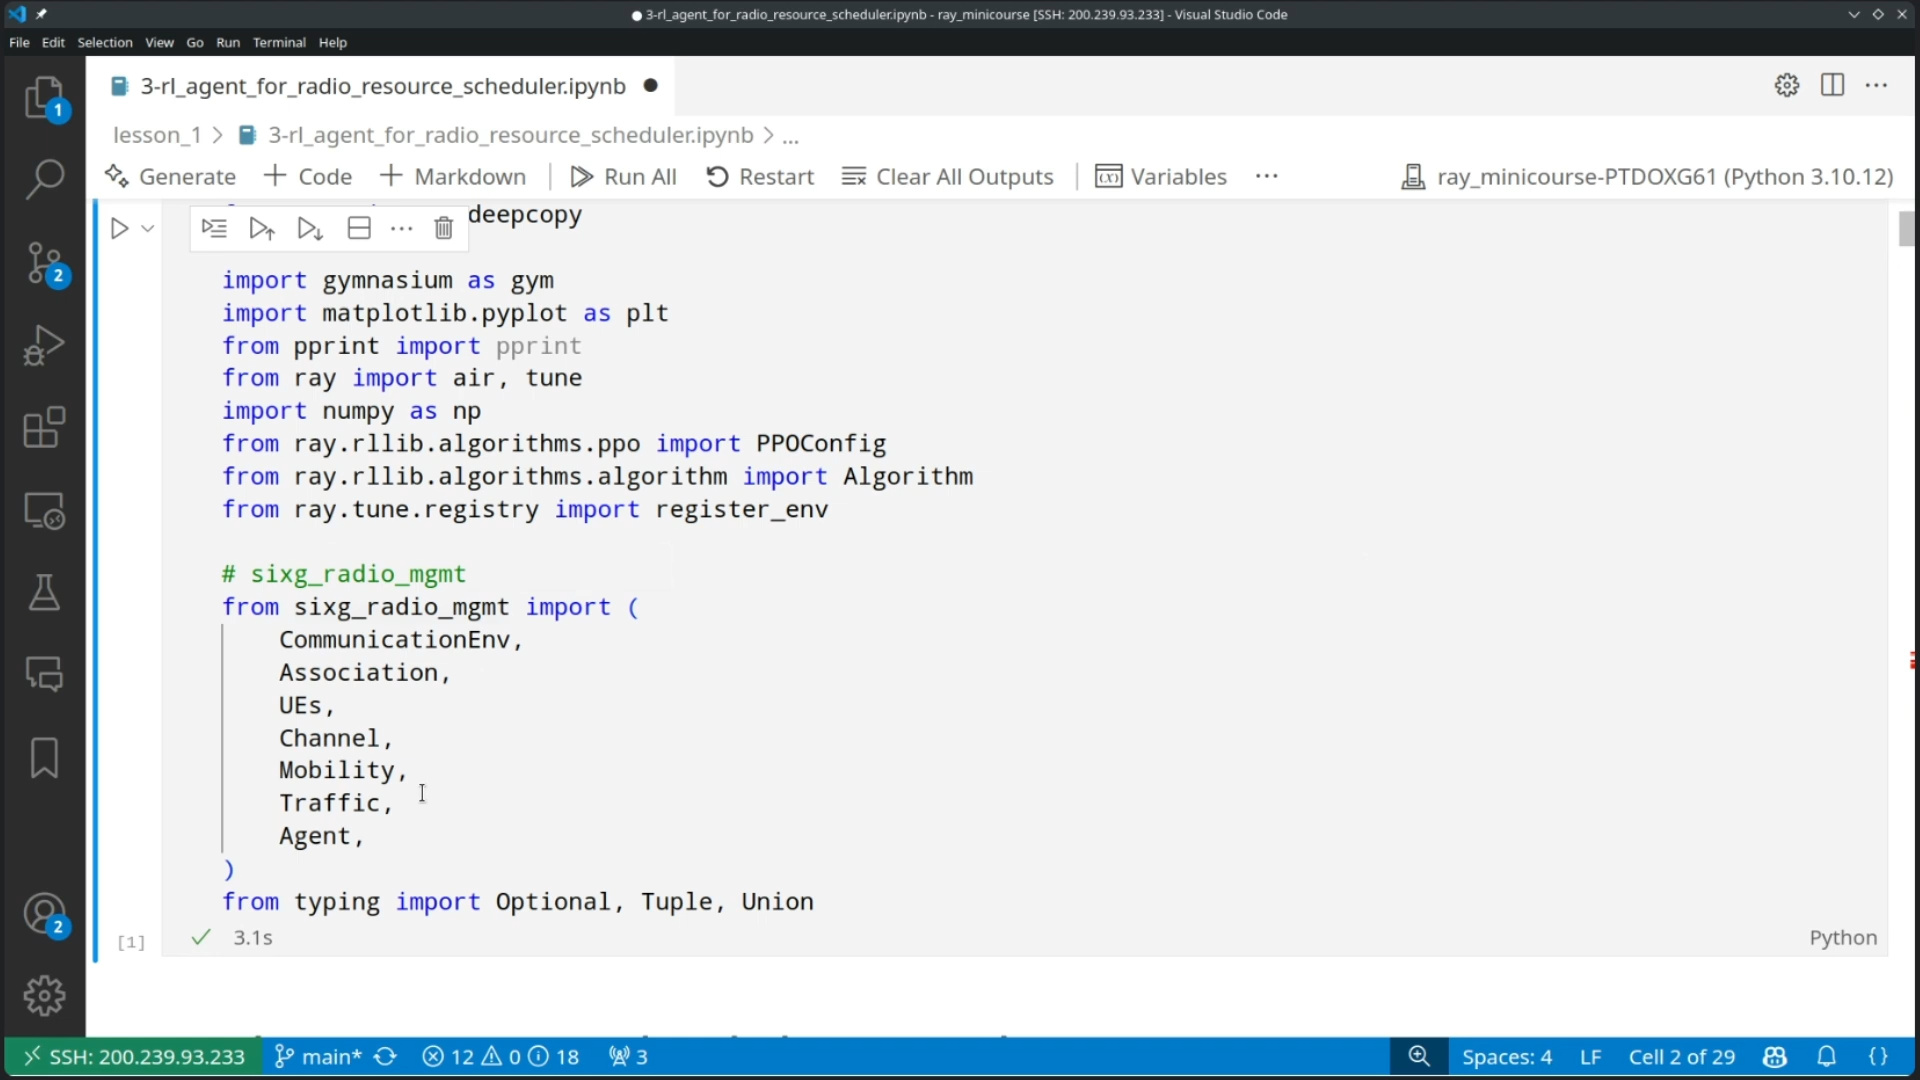 3-rl_agent_for_radio_resource_scheduler.ipynb - ray_minicourse [SSH: 200.239.93.233] - Visual Studio Code
File Edit Selection View Go Run Terminal Help
3-rl_agent_for_radio_resource_scheduler.ipynb
lesson_1 > 3-rl_agent_for_radio_resource_scheduler.ipynb > ...
Generate + Code + Markdown Run All Restart Clear All Outputs Variables ... ray_minicourse-PTDOXG61 (Python 3.10.12)
deepcopy
import gymnasium as gym
import matplotlib.pyplot as plt
from pprint import pprint
from ray import air, tune
import numpy as np
from ray.rllib.algorithms.ppo import PPOConfig
from ray.rllib.algorithms.algorithm import Algorithm
from ray.tune.registry import register_env
# sixg_radio_mgmt
from sixg_radio_mgmt import (
CommunicationEnv,
Association,
UEs,
Channel,
Mobility,
Traffic,
Agent,
)
from typing import Optional, Tuple, Union
[1] 3.1s Python
1
2
2
SSH: 200.239.93.233 main* 12 0 18 3 Spaces: 4 LF Cell 2 of 29 {}